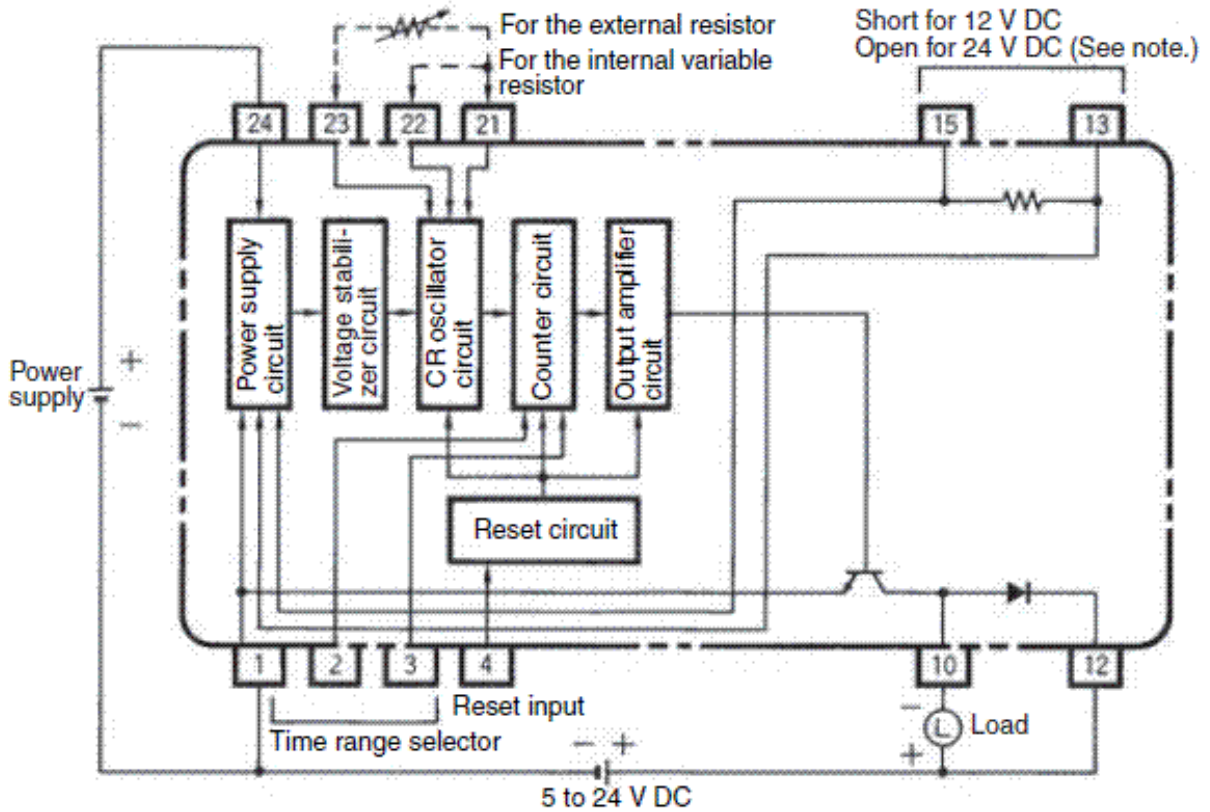 For the external resistor
For the internal variable
resistor
Short for 12 V DC
Open for 24 V DC (See note.)
24
23
22
21
15
13
Power supply
circuit
Voltage stabili-
zer circuit
CR oscillator
circuit
Counter circuit
Output amplifier
circuit
Power
supply
+
−
Reset circuit
1
2
3
4
10
12
Reset input
Time range selector
− +
5 to 24 V DC
−
L
Load
+